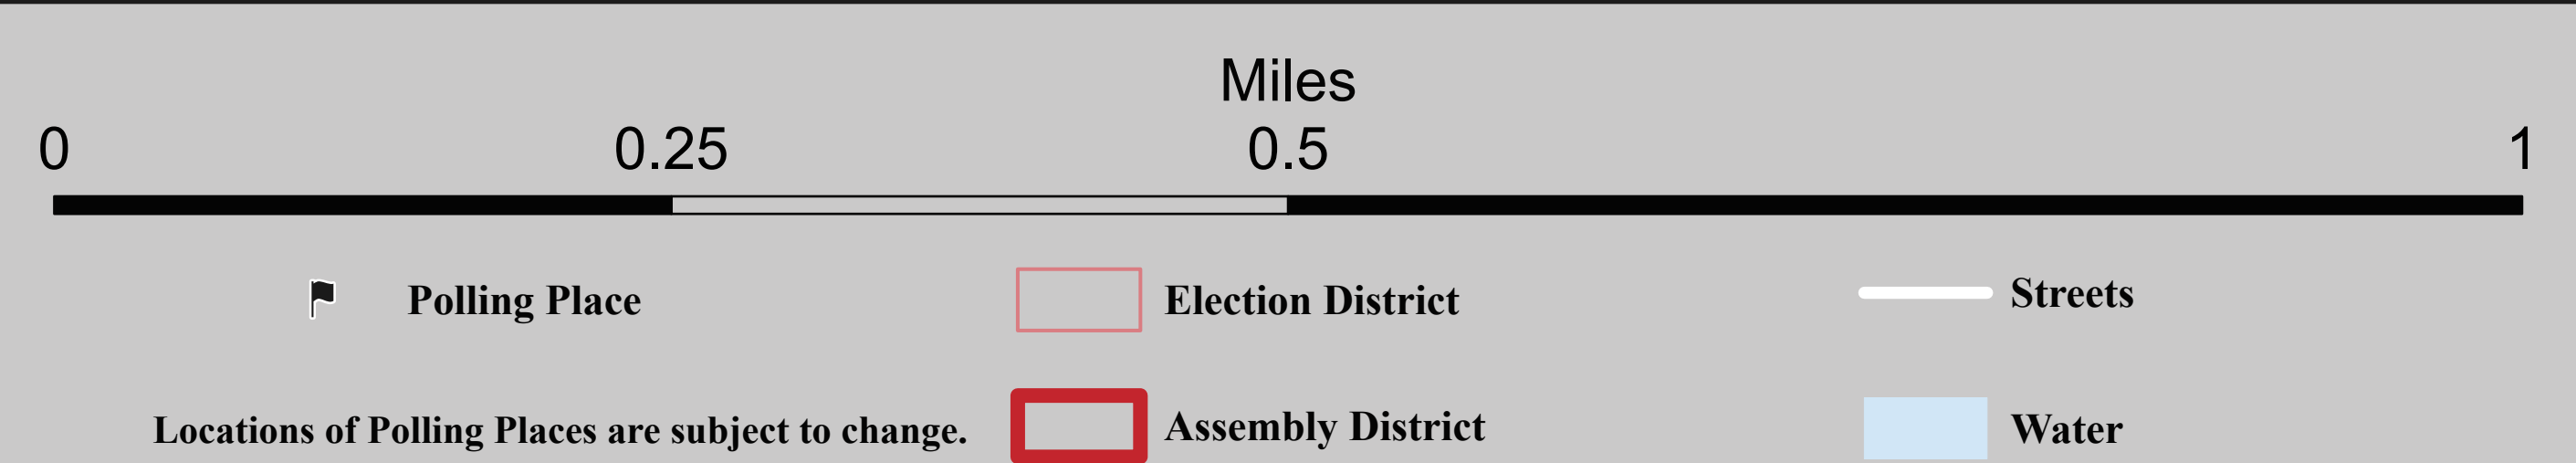 Miles
0 0.25 0.5 1
Polling Place Election District Streets
Locations of Polling Places are subject to change. Assembly District Water